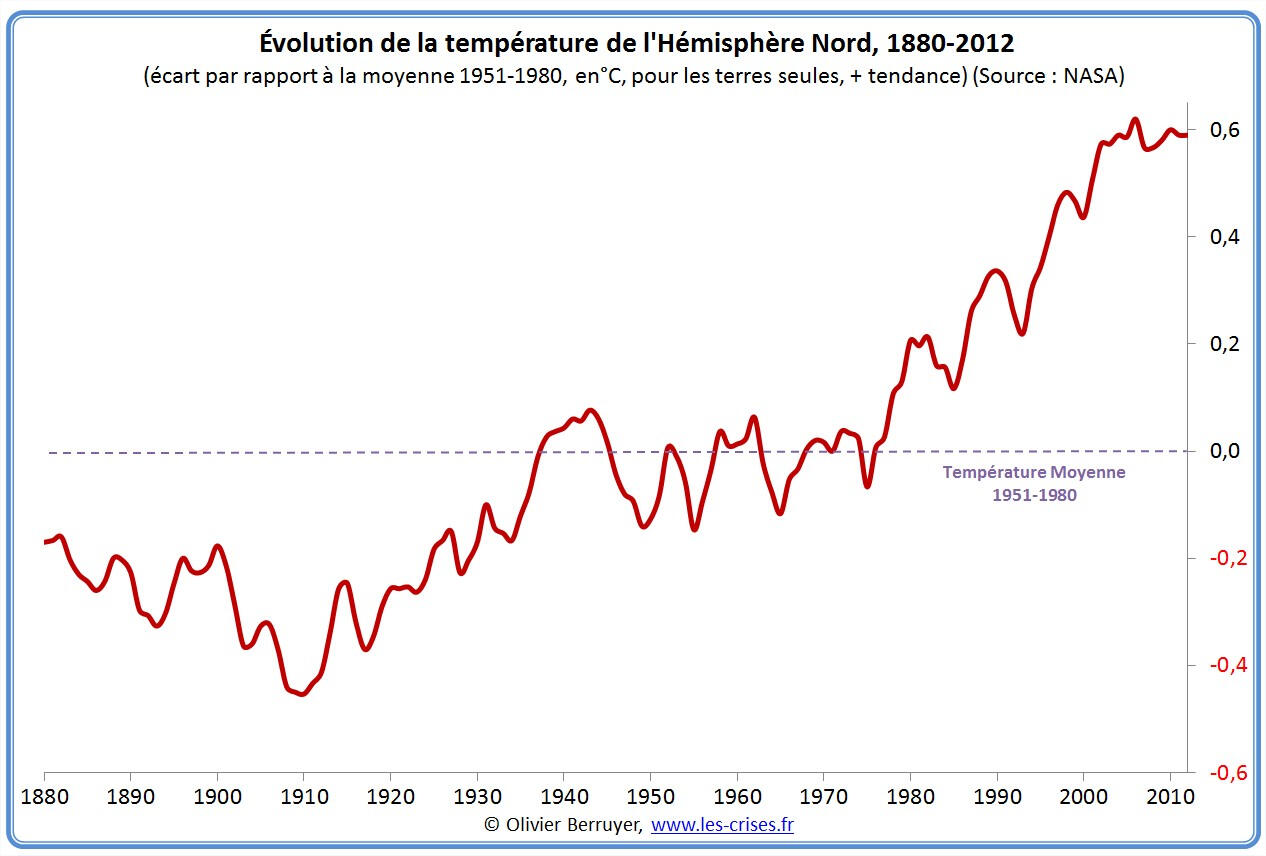 Évolution de la température de l'Hémisphère Nord, 1880-2012
(écart par rapport à la moyenne 1951-1980, en°C, pour les terres seules, + tendance) (Source : NASA)
0,6
0,4
0,2
0,0
Température Moyenne
1951-1980
-0,2
-0,4
-0,6
1880 1890 1900 1910 1920 1930 1940 1950 1960 1970 1980 1990 2000 2010
© Olivier Berruyer, www.les-crises.fr